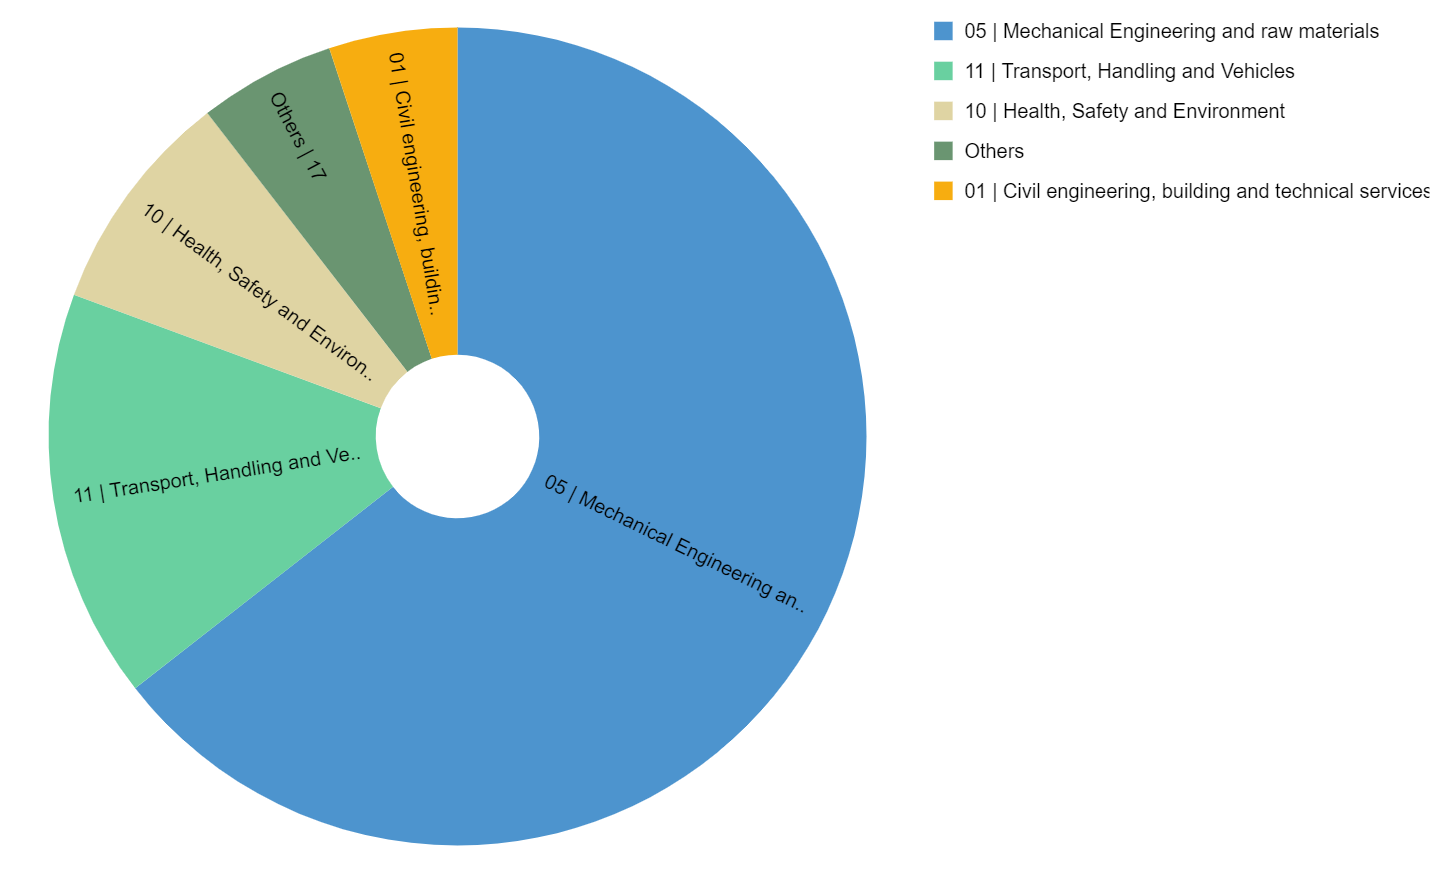 05 | Mechanical Engineering and raw materials
11 | Transport, Handling and Vehicles
10 | Health, Safety and Environment
Others
01 | Civil engineering, building and technical services
01 | Civil engineering, buildin..
Others | 17
10 | Health, Safety and Environ..
11 | Transport, Handling and Ve..
05 | Mechanical Engineering an..